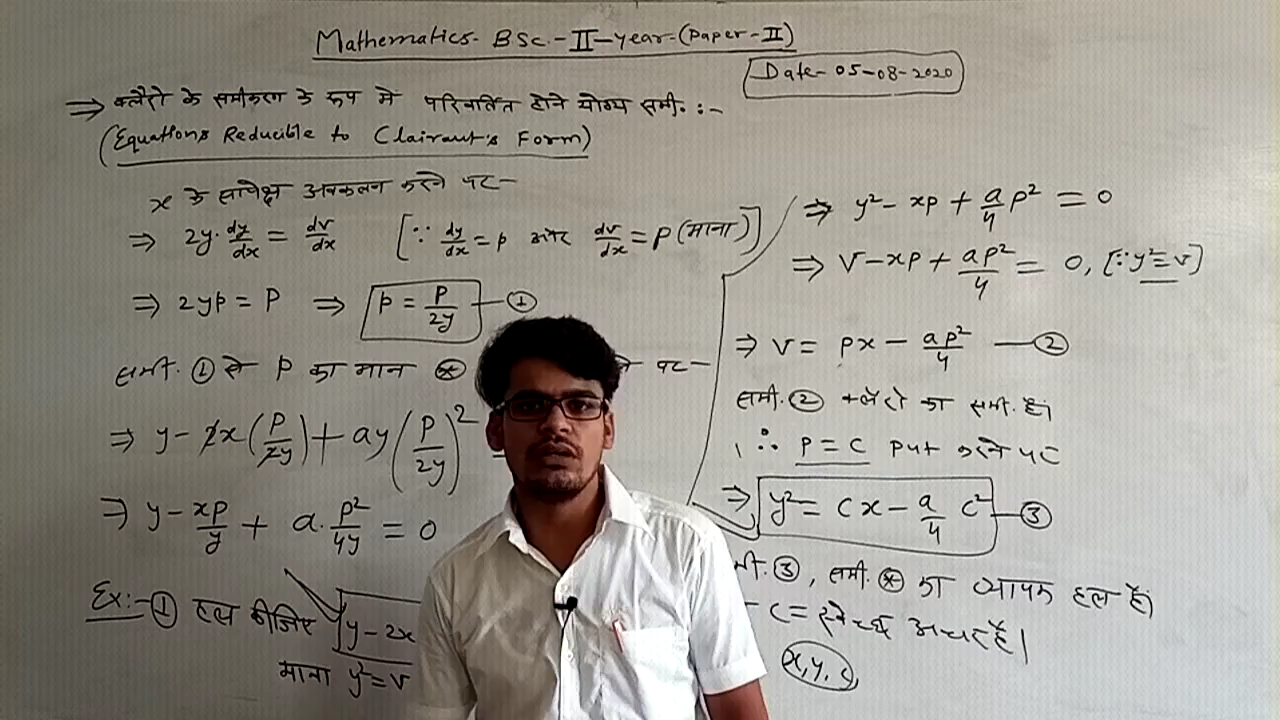 Mathematics- BSc.-II-year-(Paper-II)
Date- 05-08-2020
⇒ क्लैरो के समीकरण के रूप मे परिवर्तित होने योग्य समी. :-
(Equations Reducible to Clairaut's Form)
x के सापेक्ष अवकलन करने पर-
⇒ 2y. dy/dx = dv/dx [∵ dy/dx = p और dv/dx = P (माना)]
⇒ 2yp = P ⇒ p = P/2y — ①
समी. ① से p का मान ⊛ पर-
⇒ y - 2x (P/2y) + ay (P/2y)²
⇒ y - xp/y + a. p²/4y = 0
Ex:- ① हल कीजिए y - 2x
माना y² = v
⇒ y² - xp + a/4 p² = 0
⇒ v - xp + ap²/4 = 0, [∵ y² = v]
⇒ v = px - ap²/4 — ②
समी. ② क्लैरो का समी. है।
∴ P = C put करने पर
⇒ y² = cx - a/4 c² — ③
③, समी. ⊛ का व्यापक हल है।
C = स्वेच्छ अचर है।
(x, y, c)